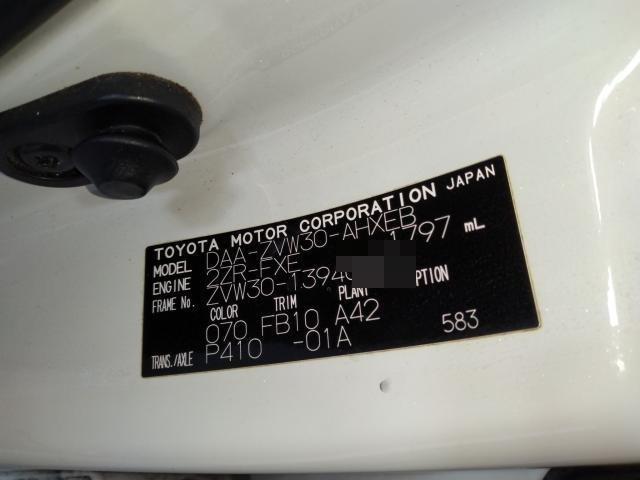 TOYOTA MOTOR CORPORATION JAPAN
MODEL DAA-ZVW30-AHXEB
ENGINE 2ZR-FXE 1797 mL
FRAME No. ZVW30-1394
COLOR TRIM PLANT OPTION
070 FB10 A42
TRANS./AXLE P410 -01A 583